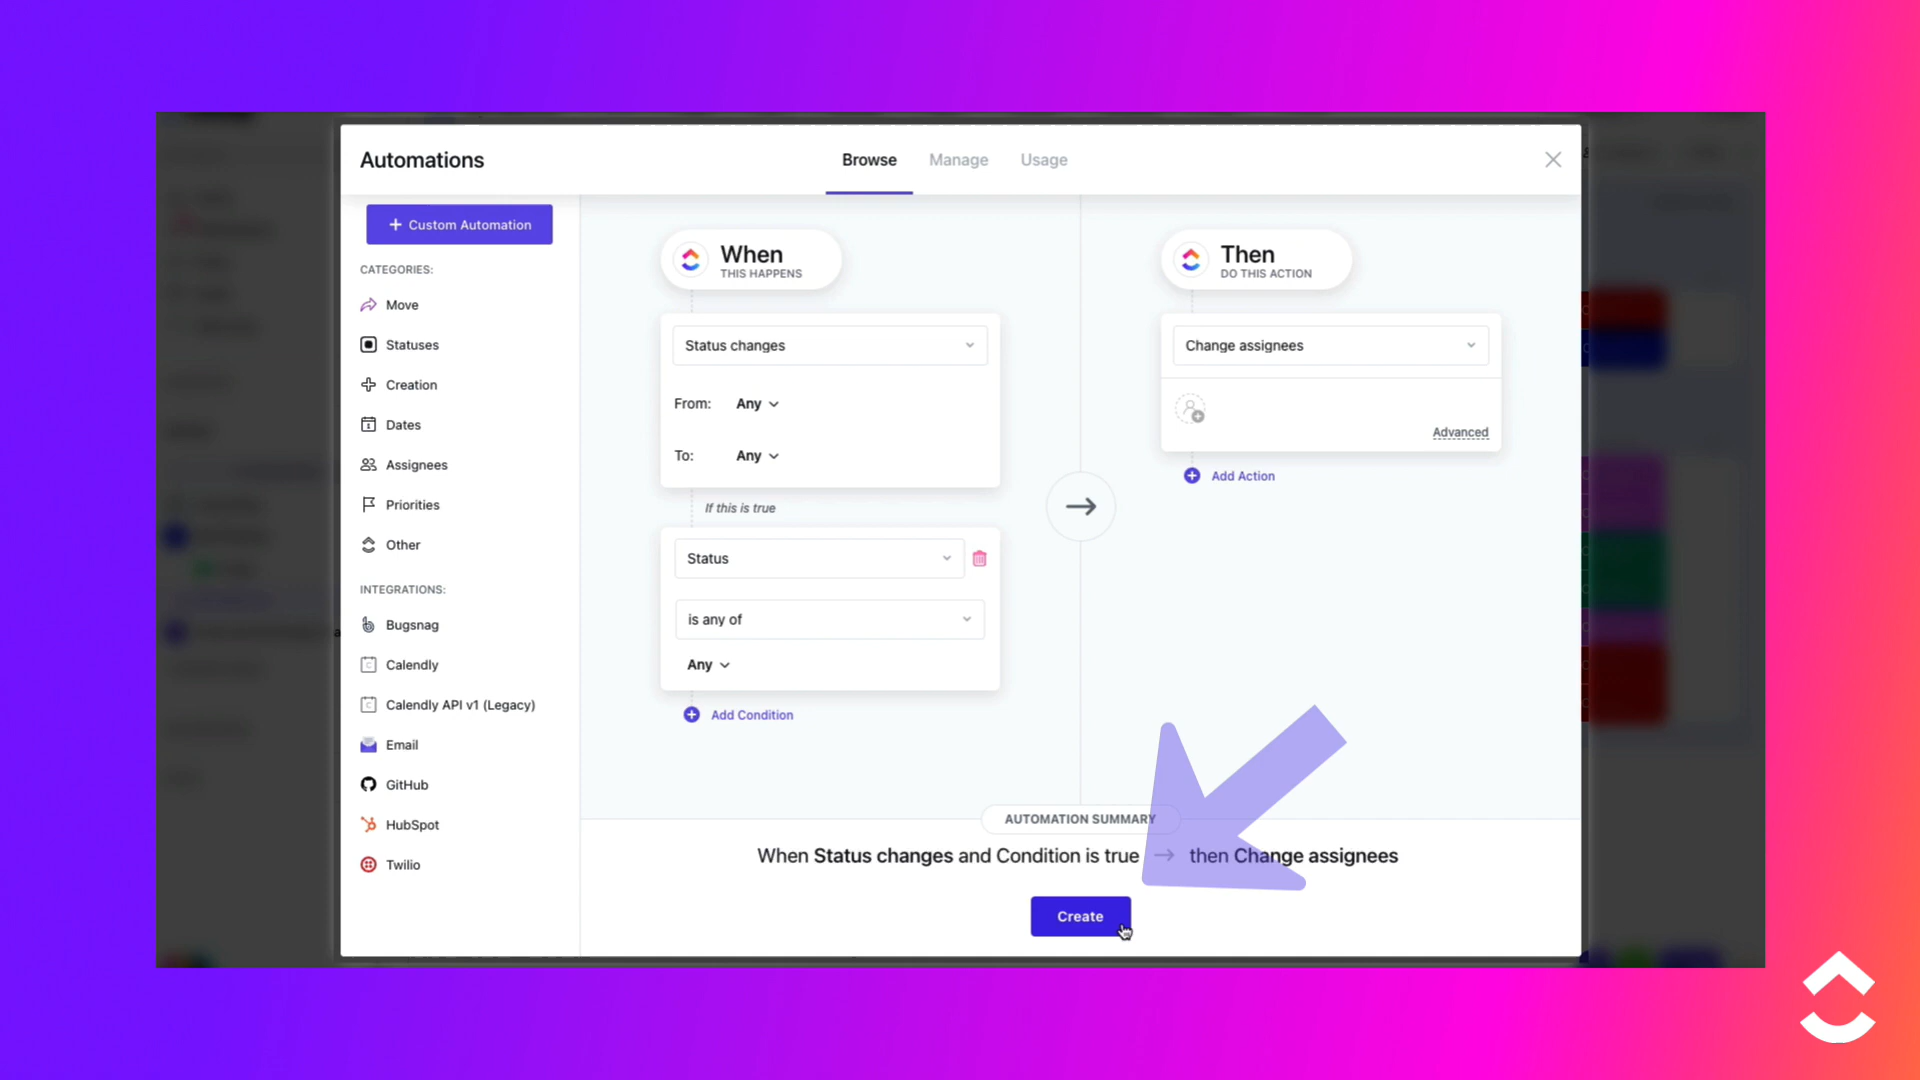 Automations
Browse
Manage
Usage
Custom Automation
CATEGORIES:
Move
Statuses
Creation
Dates
Assignees
Priorities
Other
INTEGRATIONS:
Bugsnag
Calendly
Calendly API v1 (Legacy)
Email
GitHub
HubSpot
Twilio
When
THIS HAPPENS
Status changes
From: Any
To: Any
If this is true
Status
is any of
Any
Add Condition
Then
DO THIS ACTION
Change assignees
Advanced
Add Action
AUTOMATION SUMMARY
When Status changes and Condition is true → then Change assignees
Create